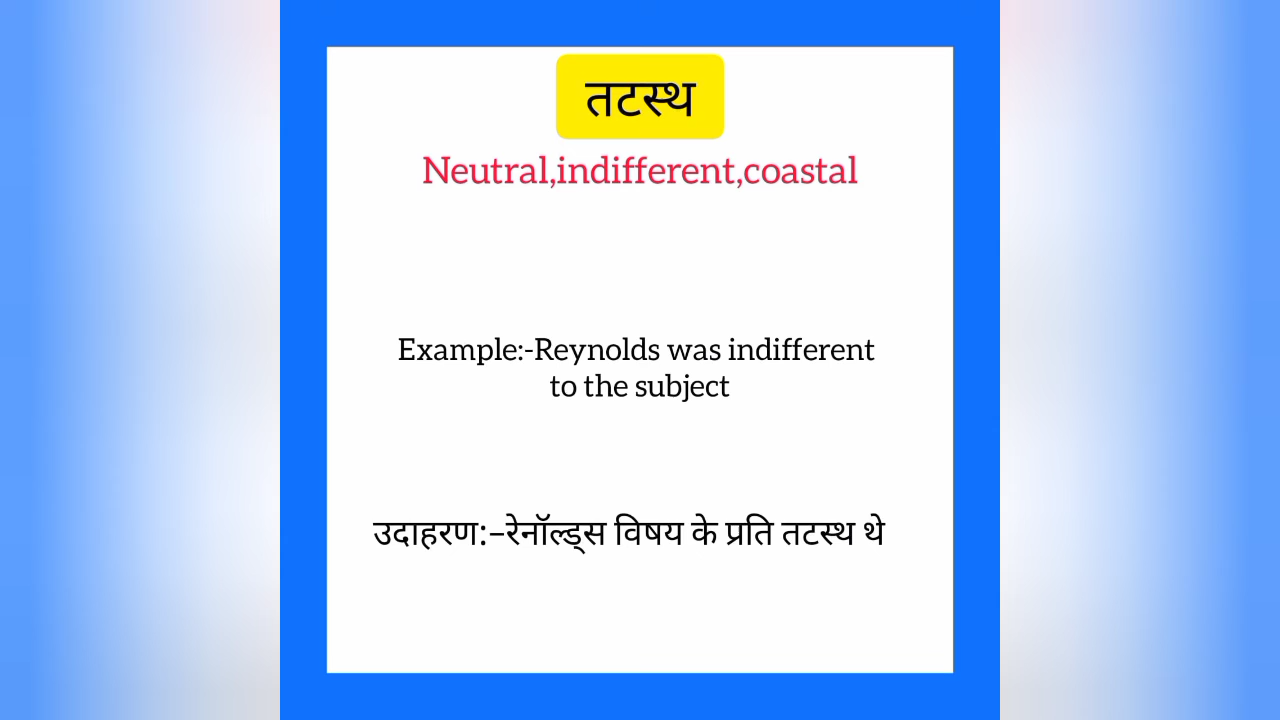 तटस्थ
Neutral,indifferent,coastal
Example:-Reynolds was indifferent
to the subject
उदाहरण:–रेनॉल्ड्स विषय के प्रति तटस्थ थे